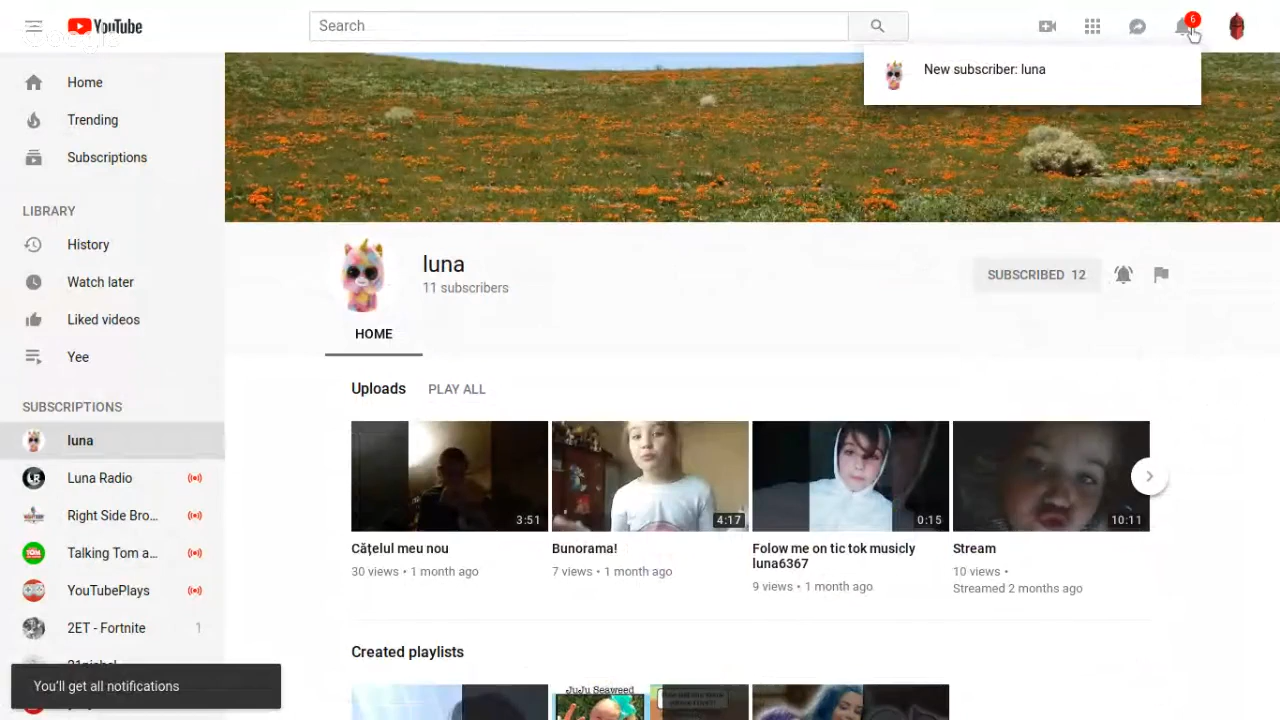 YouTube
Search
6
New subscriber: luna
Home
Trending
Subscriptions
LIBRARY
History
Watch later
Liked videos
Yee
SUBSCRIPTIONS
luna
Luna Radio
Right Side Bro...
Talking Tom a...
YouTubePlays
2ET - Fortnite 1
You'll get all notifications
luna
11 subscribers
SUBSCRIBED 12
HOME
Uploads PLAY ALL
3:51
4:17
0:15
10:11
Cățelul meu nou
30 views • 1 month ago
Bunorama!
7 views • 1 month ago
Folow me on tic tok musicly
luna6367
9 views • 1 month ago
Stream
10 views •
Streamed 2 months ago
Created playlists
JuJu Seaweed